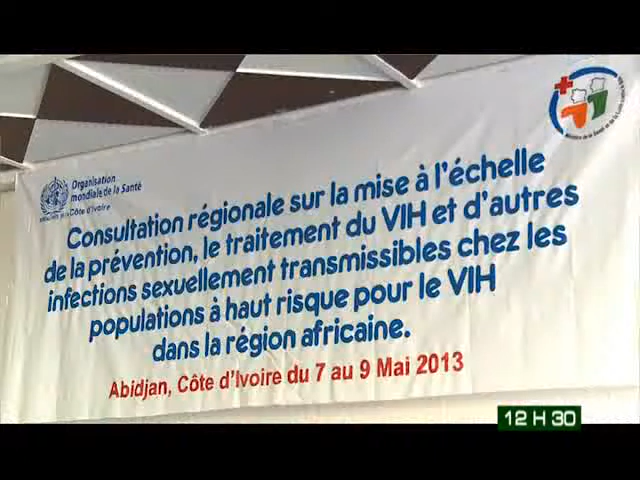 Organisation
mondiale de la Santé
Côte d'Ivoire
Consultation régionale sur la mise à l'échelle
de la prévention, le traitement du VIH et d'autres
infections sexuellement transmissibles chez les
populations à haut risque pour le VIH
dans la région africaine.
Abidjan, Côte d'Ivoire du 7 au 9 Mai 2013
12 H 30